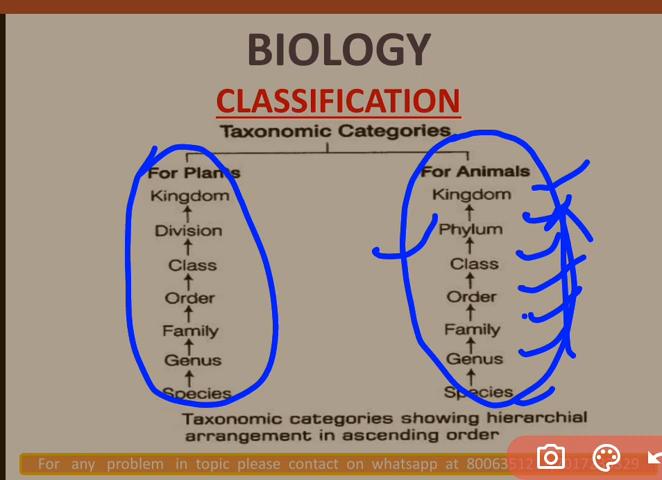 BIOLOGY
CLASSIFICATION
Taxonomic Categories
For Plants For Animals
Kingdom Kingdom
Division Phylum
Class Class
Order Order
Family Family
Genus Genus
Species Species
Taxonomic categories showing hierarchial
arrangement in ascending order
For any problem in topic please contact on whatsapp at